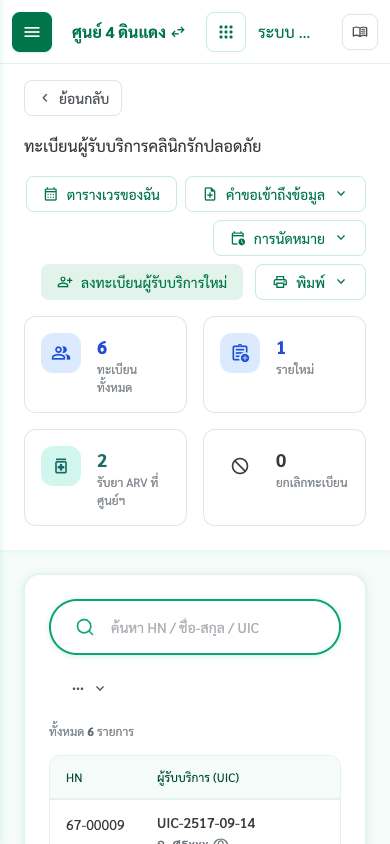 ศูนย์ 4 ดินแดง
ระบบ ...
ย้อนกลับ
ทะเบียนผู้รับบริการคลินิกรักปลอดภัย
ตารางเวรของฉัน
คำขอเข้าถึงข้อมูล
การนัดหมาย
ลงทะเบียนผู้รับบริการใหม่
พิมพ์
6
ทะเบียน
ทั้งหมด
1
รายใหม่
2
รับยา ARV ที่
ศูนย์ฯ
0
ยกเลิกทะเบียน
ค้นหา HN / ชื่อ-สกุล / UIC
...
ทั้งหมด 6 รายการ
HN
ผู้รับบริการ (UIC)
67-00009
UIC-2517-09-14